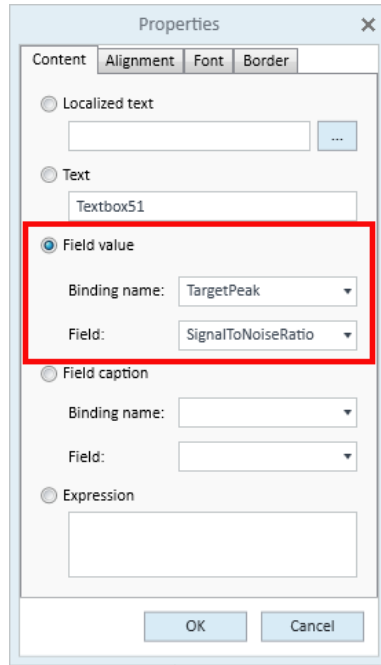 Properties
Content Alignment Font Border
Localized text
...
Text
Textbox51
Field value
Binding name: TargetPeak
Field: SignalToNoiseRatio
Field caption
Binding name:
Field:
Expression
OK Cancel